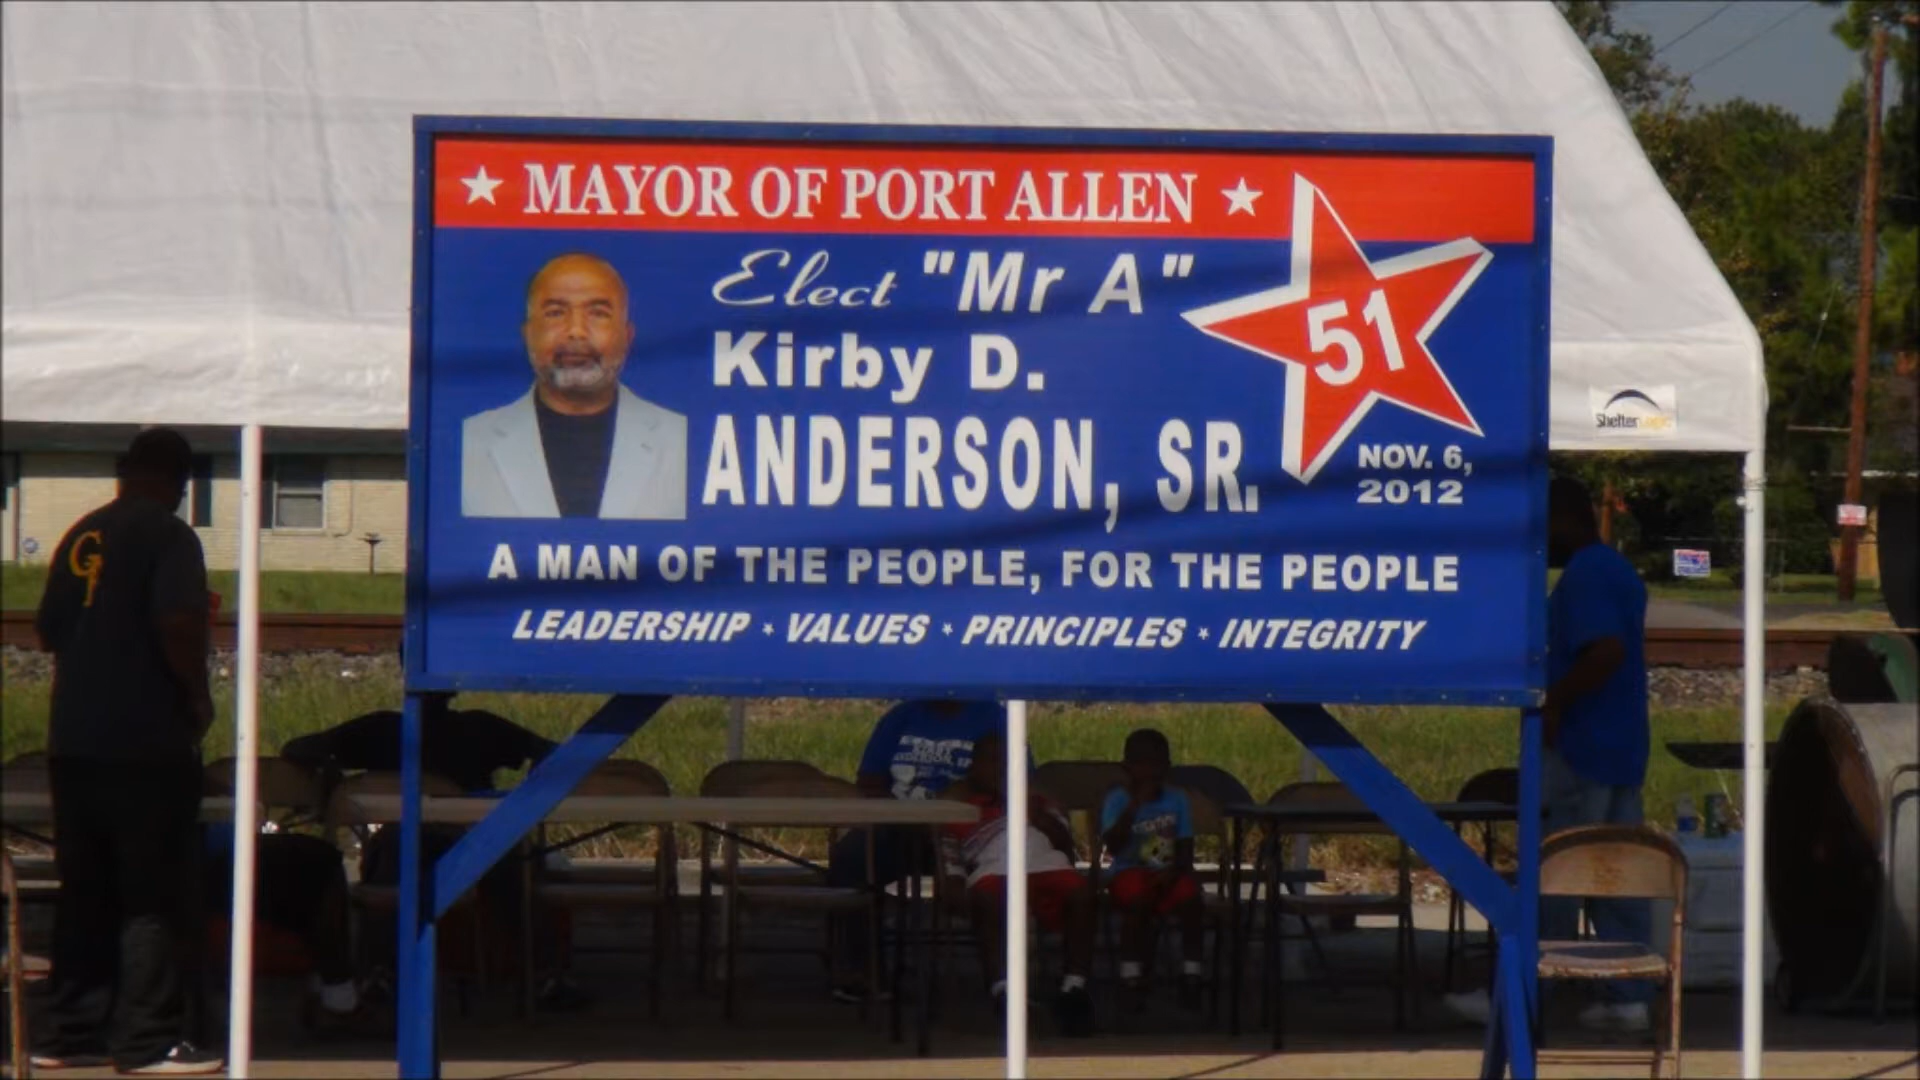 MAYOR OF PORT ALLEN
Elect "Mr A"
Kirby D.
ANDERSON, SR.
51
NOV. 6,
2012
A MAN OF THE PEOPLE, FOR THE PEOPLE
LEADERSHIP * VALUES * PRINCIPLES * INTEGRITY
ShelterLogic
G